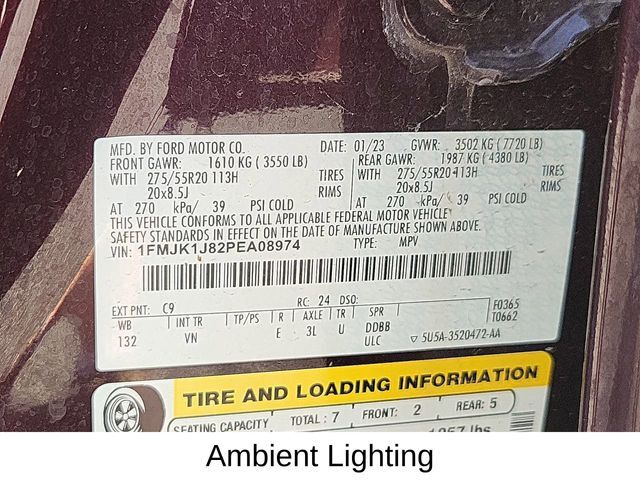 MFD. BY FORD MOTOR CO. DATE: 01/23 GVWR: 3502 KG ( 7720 LB)
FRONT GAWR: 1610 KG ( 3550 LB) REAR GAWR: 1987 KG ( 4380 LB)
WITH 275/55R20 113H TIRES WITH 275/55R20 113H TIRES
20x8.5J RIMS 20x8.5J RIMS
AT 270 kPa/ 39 PSI COLD AT 270 kPa/ 39 PSI COLD
THIS VEHICLE CONFORMS TO ALL APPLICABLE FEDERAL MOTOR VEHICLE
SAFETY STANDARDS IN EFFECT ON THE DATE OF MANUFACTURE SHOWN ABOVE.
VIN: 1FMJK1J82PEA08974 TYPE: MPV
EXT PNT: C9 RC: 24 DSO: F0365
WB INT TR TP/PS R AXLE TR SPR T0662
132 VN E 3L U DDBB
ULC ▽ 5U5A-3520472-AA
TIRE AND LOADING INFORMATION
SEATING CAPACITY TOTAL: 7 FRONT: 2 REAR: 5
Ambient Lighting